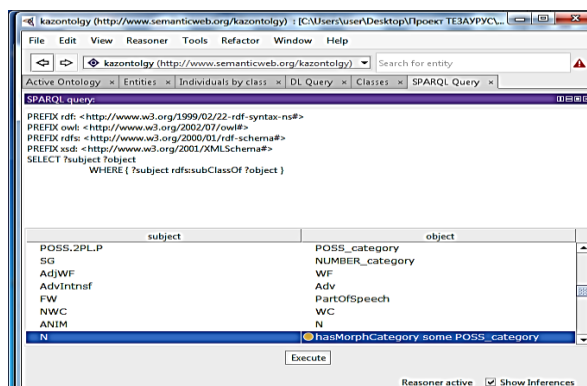 kazontolgy (http://www.semanticweb.org/kazontolgy) : [C:\Users\user\Desktop\Проект ТЕЗАУРУС\...
File Edit View Reasoner Tools Refactor Window Help
kazontolgy (http://www.semanticweb.org/kazontolgy) Search for entity
Active Ontology × Entities × Individuals by class × DL Query × Classes × SPARQL Query ×
SPARQL query:
PREFIX rdf: <http://www.w3.org/1999/02/22-rdf-syntax-ns#>
PREFIX owl: <http://www.w3.org/2002/07/owl#>
PREFIX rdfs: <http://www.w3.org/2000/01/rdf-schema#>
PREFIX xsd: <http://www.w3.org/2001/XMLSchema#>
SELECT ?subject ?object
WHERE { ?subject rdfs:subClassOf ?object }
subject object
POSS.2PL.P POSS_category
SG NUMBER_category
AdjWF WF
AdvIntnsf Adv
FW PartOfSpeech
NWC WC
ANIM N
N hasMorphCategory some POSS_category
Execute
Reasoner active Show Inferences